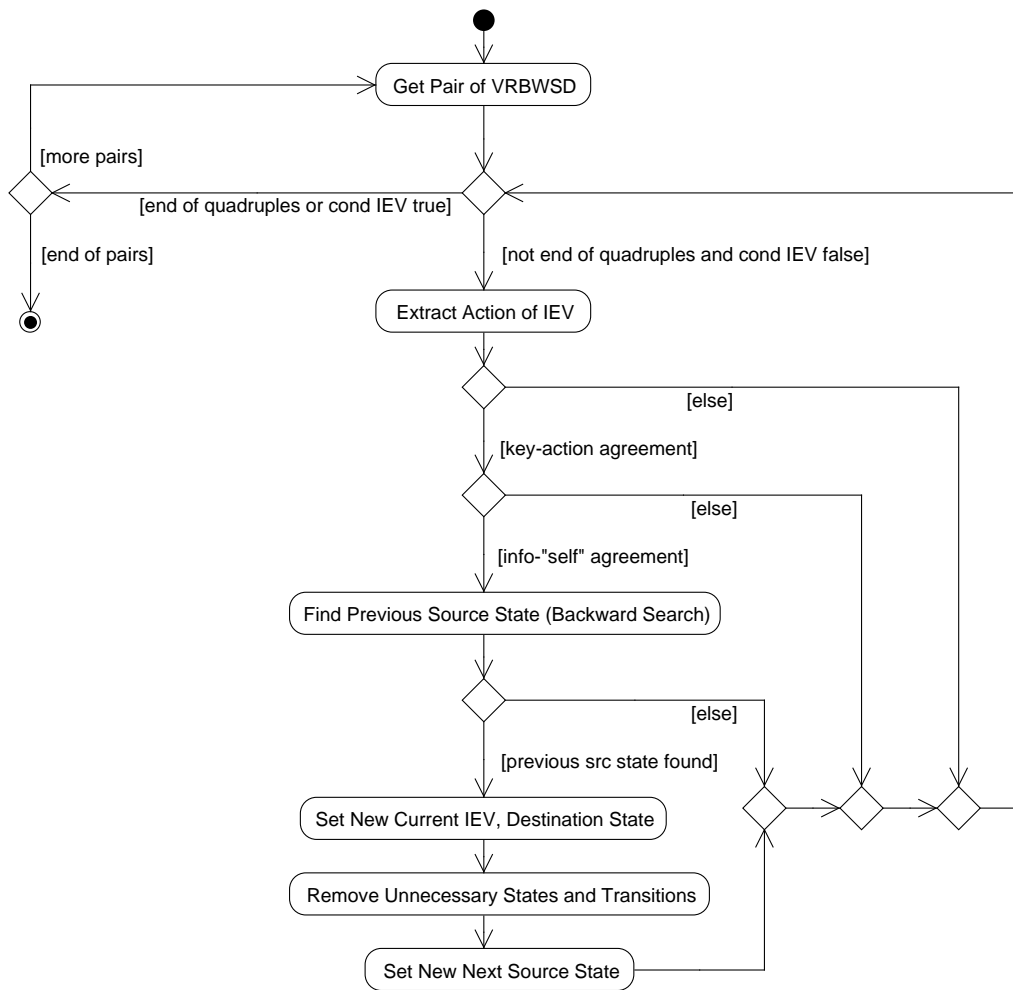 Get Pair of VRBWSD
[more pairs]
[end of quadruples or cond IEV true]
[end of pairs]
[not end of quadruples and cond IEV false]
Extract Action of IEV
[else]
[key-action agreement]
[else]
[info-"self" agreement]
Find Previous Source State (Backward Search)
[else]
[previous src state found]
Set New Current IEV, Destination State
Remove Unnecessary States and Transitions
Set New Next Source State